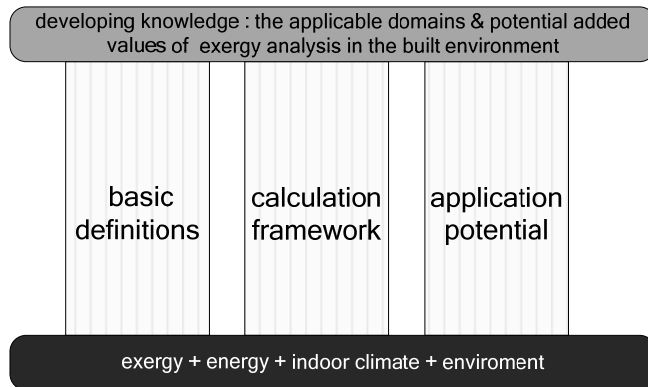 developing knowledge : the applicable domains & potential added
values of exergy analysis in the built environment
basic
definitions
calculation
framework
application
potential
exergy + energy + indoor climate + enviroment